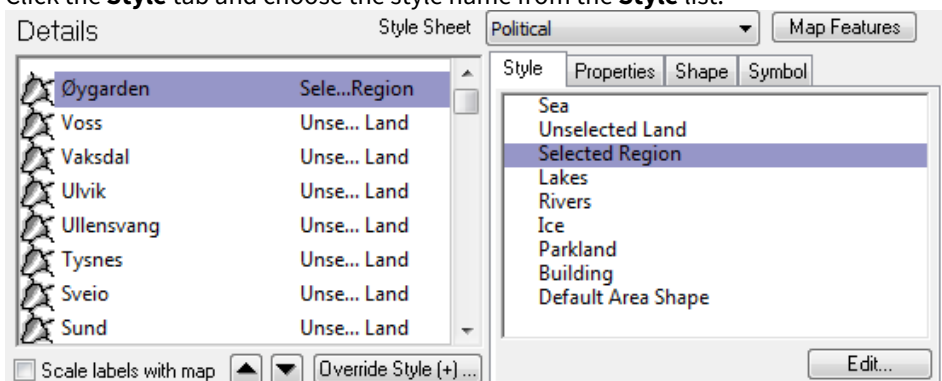 Click the Style tab and choose the style name from the Style list.
Details
Style Sheet
Political
Map Features
Øygarden Sele...Region
Voss Unse... Land
Vaksdal Unse... Land
Ulvik Unse... Land
Ullensvang Unse... Land
Tysnes Unse... Land
Sveio Unse... Land
Sund Unse... Land
Scale labels with map
Override Style (+) ...
Style Properties Shape Symbol
Sea
Unselected Land
Selected Region
Lakes
Rivers
Ice
Parkland
Building
Default Area Shape
Edit...